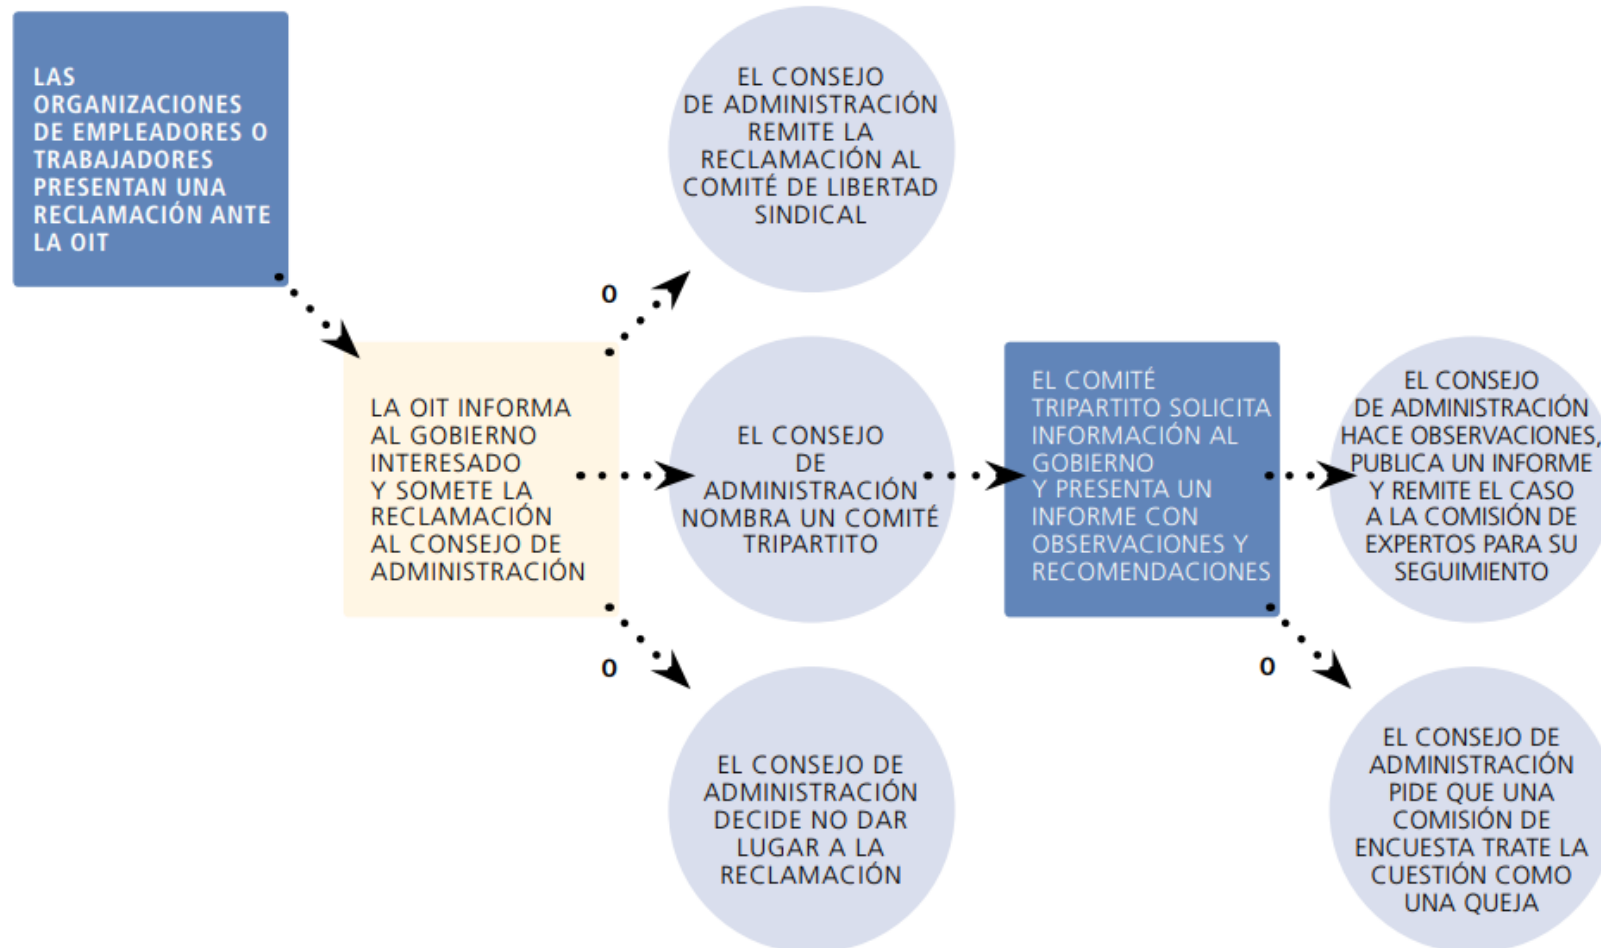 LAS
ORGANIZACIONES
DE EMPLEADORES O
TRABAJADORES
PRESENTAN UNA
RECLAMACIÓN ANTE
LA OIT
EL CONSEJO
DE ADMINISTRACIÓN
REMITE LA
RECLAMACIÓN AL
COMITÉ DE LIBERTAD
SINDICAL
O
LA OIT INFORMA
AL GOBIERNO
INTERESADO
Y SOMETE LA
RECLAMACIÓN
AL CONSEJO DE
ADMINISTRACIÓN
EL CONSEJO
DE
ADMINISTRACIÓN
NOMBRA UN COMITÉ
TRIPARTITO
EL COMITÉ
TRIPARTITO SOLICITA
INFORMACIÓN AL
GOBIERNO
Y PRESENTA UN
INFORME CON
OBSERVACIONES Y
RECOMENDACIONES
EL CONSEJO
DE ADMINISTRACIÓN
HACE OBSERVACIONES,
PUBLICA UN INFORME
Y REMITE EL CASO
A LA COMISIÓN DE
EXPERTOS PARA SU
SEGUIMIENTO
O
EL CONSEJO DE
ADMINISTRACIÓN
DECIDE NO DAR
LUGAR A LA
RECLAMACIÓN
O
EL CONSEJO DE
ADMINISTRACIÓN
PIDE QUE UNA
COMISIÓN DE
ENCUESTA TRATE LA
CUESTIÓN COMO
UNA QUEJA